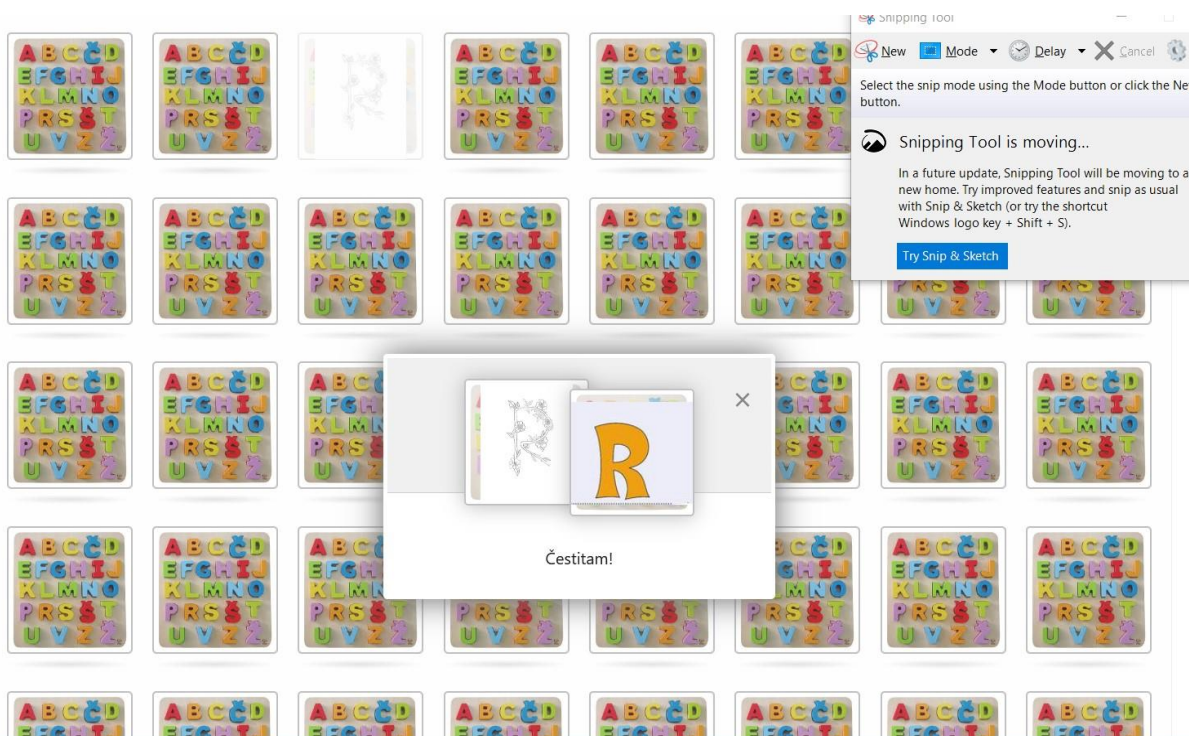 Snipping Tool
New Mode Delay Cancel
Select the snip mode using the Mode button or click the Ne
button.
Snipping Tool is moving...
In a future update, Snipping Tool will be moving to a
new home. Try improved features and snip as usual
with Snip & Sketch (or try the shortcut
Windows logo key + Shift + S).
Try Snip & Sketch
A B C Č D
E F G H I J
K L M N O
P R S Š T
U V Z Ž
R
R
Čestitam!